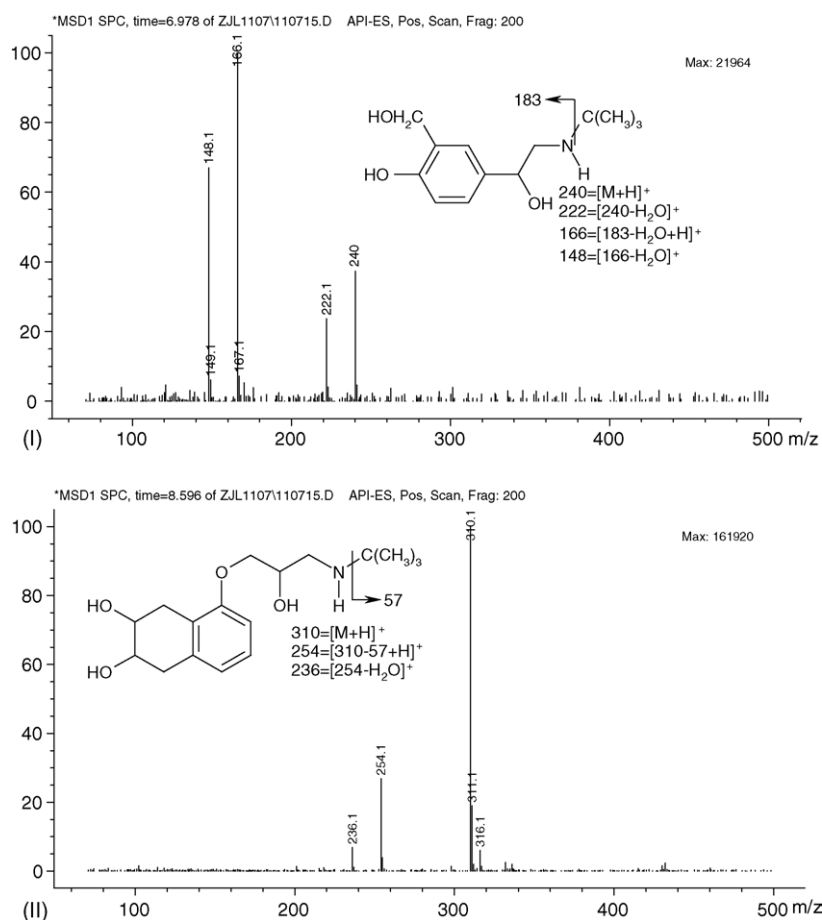 *MSD1 SPC, time=6.978 of ZJL1107\110715.D API-ES, Pos, Scan, Frag: 200
Max: 21964
100
80
60
40
20
0
166.1
148.1
240
222.1
149.1
167.1
183
HOH₂C
C(CH₃)₃
N
H
HO
OH
240=[M+H]⁺
222=[240-H₂O]⁺
166=[183-H₂O+H]⁺
148=[166-H₂O]⁺
100 200 300 400 500 m/z
(I)
*MSD1 SPC, time=8.596 of ZJL1107\110715.D API-ES, Pos, Scan, Frag: 200
Max: 161920
100
80
60
40
20
0
310.1
311.1
316.1
254.1
236.1
O
N
C(CH₃)₃
OH
H
57
HO
HO
310=[M+H]⁺
254=[310-57+H]⁺
236=[254-H₂O]⁺
100 200 300 400 500 m/z
(II)